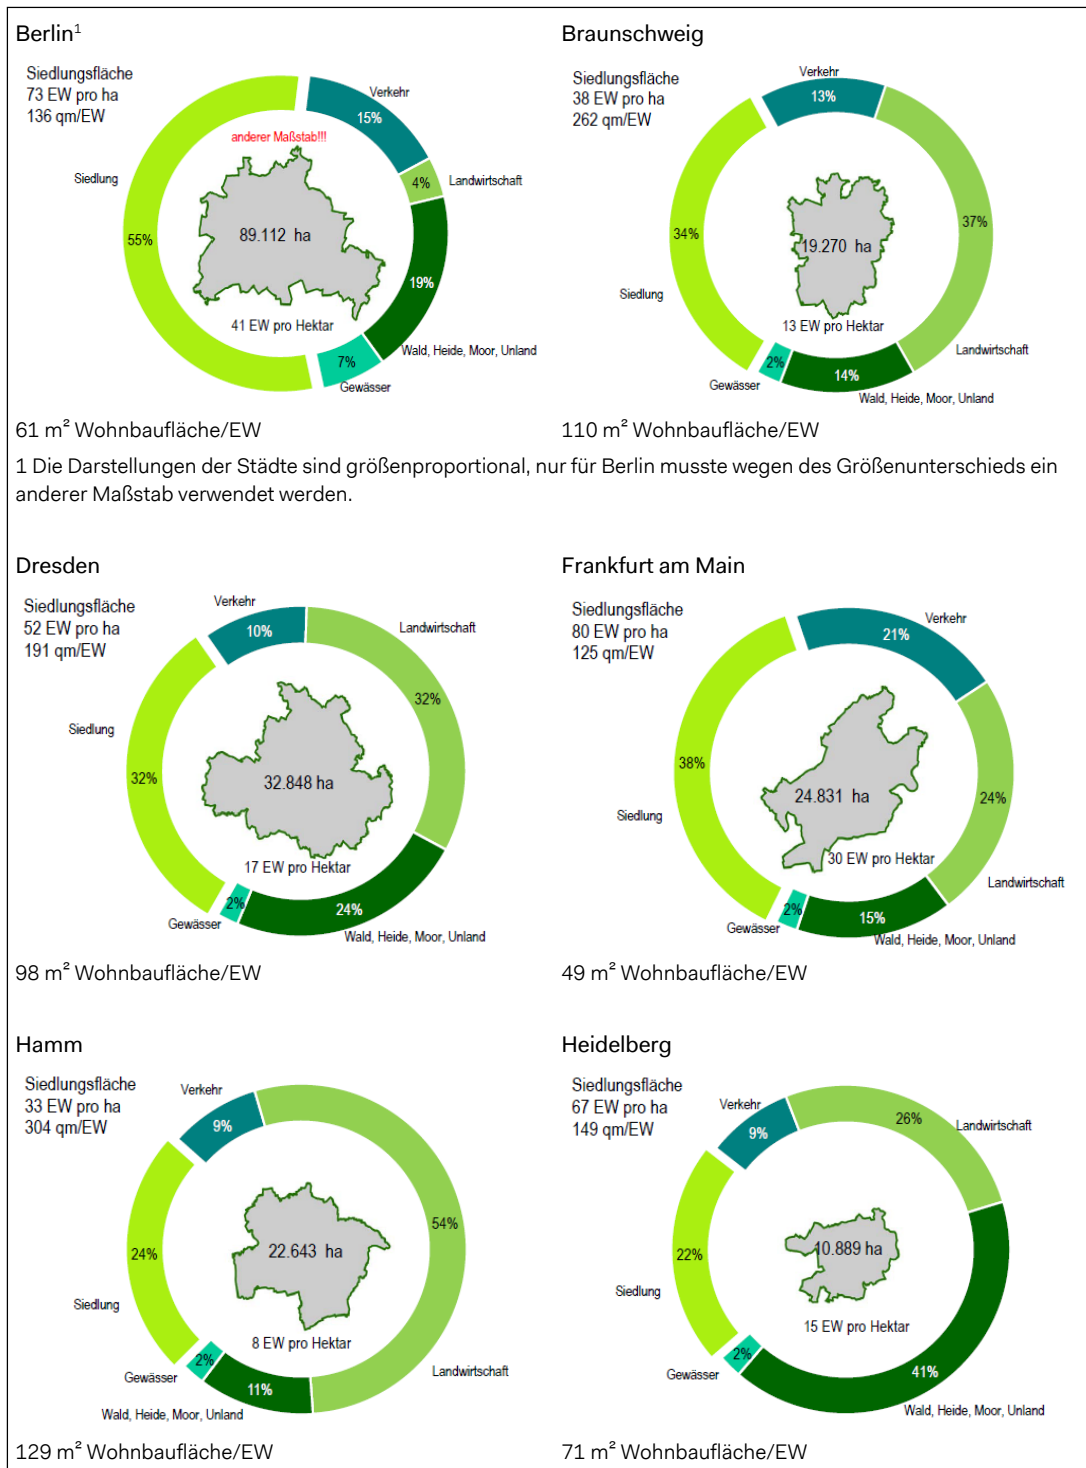 Berlin¹
Siedlungsfläche
73 EW pro ha
136 qm/EW
Verkehr
15%
anderer Maßstab!!!
Siedlung
4%
Landwirtschaft
55%
89.112 ha
19%
41 EW pro Hektar
Wald, Heide, Moor, Unland
7%
Gewässer
61 m² Wohnbaufläche/EW
Braunschweig
Siedlungsfläche
38 EW pro ha
262 qm/EW
Verkehr
13%
37%
34%
19.270 ha
Siedlung
13 EW pro Hektar
Landwirtschaft
2%
14%
Gewässer
Wald, Heide, Moor, Unland
110 m² Wohnbaufläche/EW
1 Die Darstellungen der Städte sind größenproportional, nur für Berlin musste wegen des Größenunterschieds ein
anderer Maßstab verwendet werden.
Dresden
Siedlungsfläche
52 EW pro ha
191 qm/EW
Verkehr
10%
Landwirtschaft
32%
Siedlung
32%
32.848 ha
17 EW pro Hektar
2%
24%
Gewässer
Wald, Heide, Moor, Unland
98 m² Wohnbaufläche/EW
Frankfurt am Main
Siedlungsfläche
80 EW pro ha
125 qm/EW
Verkehr
21%
38%
24.831 ha
24%
Siedlung
30 EW pro Hektar
Landwirtschaft
2%
15%
Gewässer
Wald, Heide, Moor, Unland
49 m² Wohnbaufläche/EW
Hamm
Siedlungsfläche
33 EW pro ha
304 qm/EW
Verkehr
9%
54%
24%
22.643 ha
Siedlung
8 EW pro Hektar
2%
Landwirtschaft
Gewässer
11%
Wald, Heide, Moor, Unland
129 m² Wohnbaufläche/EW
Heidelberg
Siedlungsfläche
67 EW pro ha
149 qm/EW
Verkehr
9%
26%
Landwirtschaft
22%
10.889 ha
Siedlung
15 EW pro Hektar
2%
Gewässer
41%
Wald, Heide, Moor, Unland
71 m² Wohnbaufläche/EW